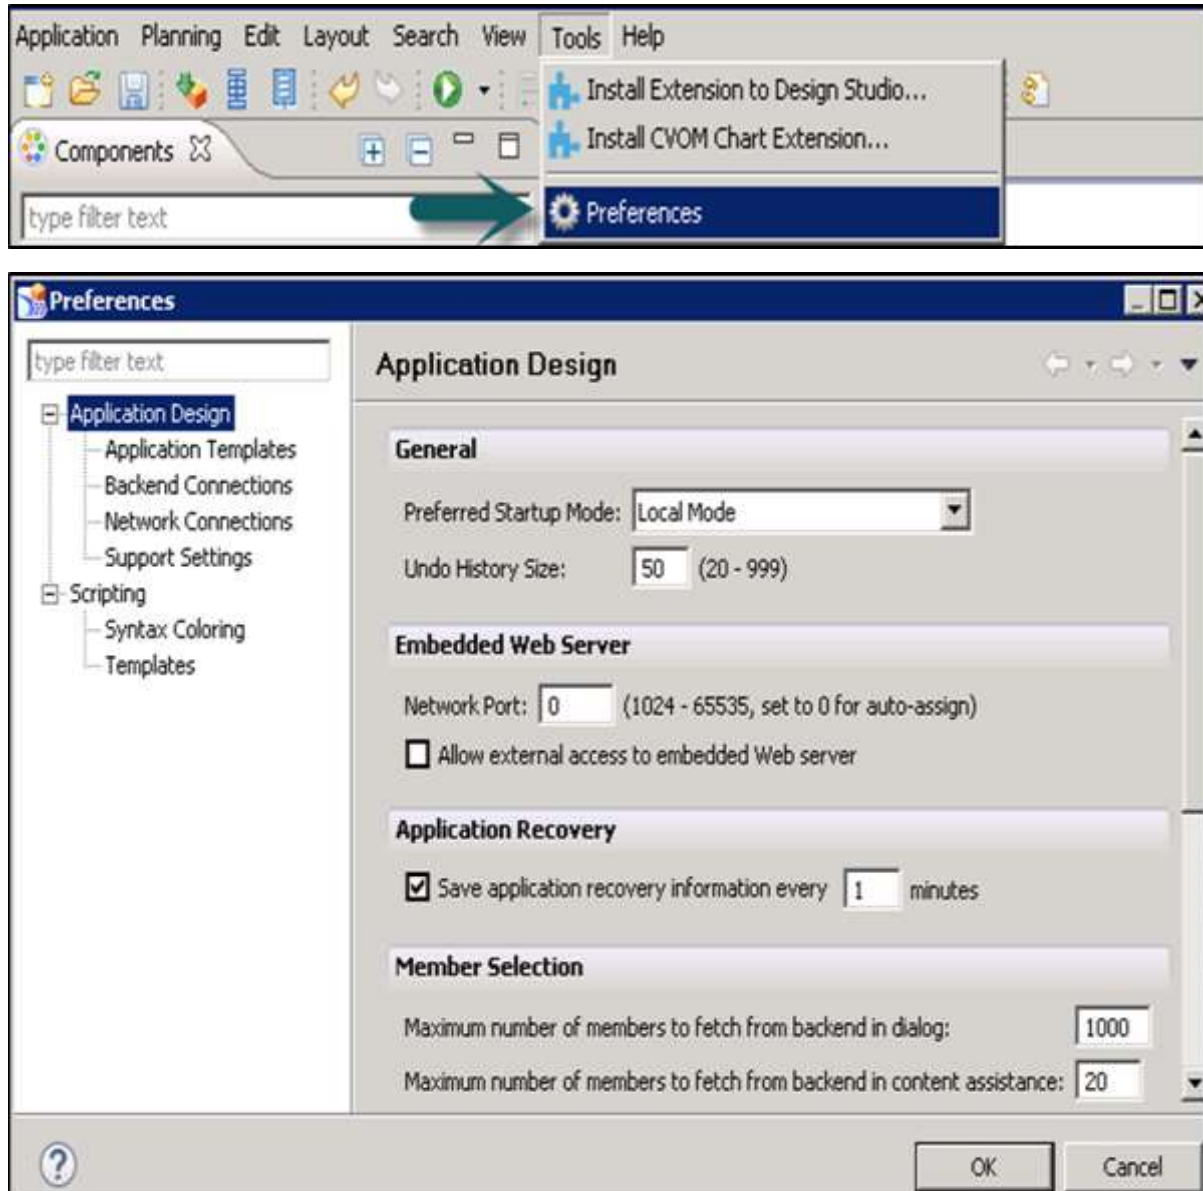 Application Planning Edit Layout Search View Tools Help
Install Extension to Design Studio...
Components
Install CVOM Chart Extension...
type filter text
Preferences
Preferences
type filter text
Application Design
Application Design
Application Templates
General
Backend Connections
Network Connections
Preferred Startup Mode: Local Mode
Support Settings
Undo History Size: 50 (20 - 999)
Scripting
Syntax Coloring
Embedded Web Server
Templates
Network Port: 0 (1024 - 65535, set to 0 for auto-assign)
Allow external access to embedded Web server
Application Recovery
Save application recovery information every 1 minutes
Member Selection
Maximum number of members to fetch from backend in dialog: 1000
Maximum number of members to fetch from backend in content assistance: 20
? OK Cancel